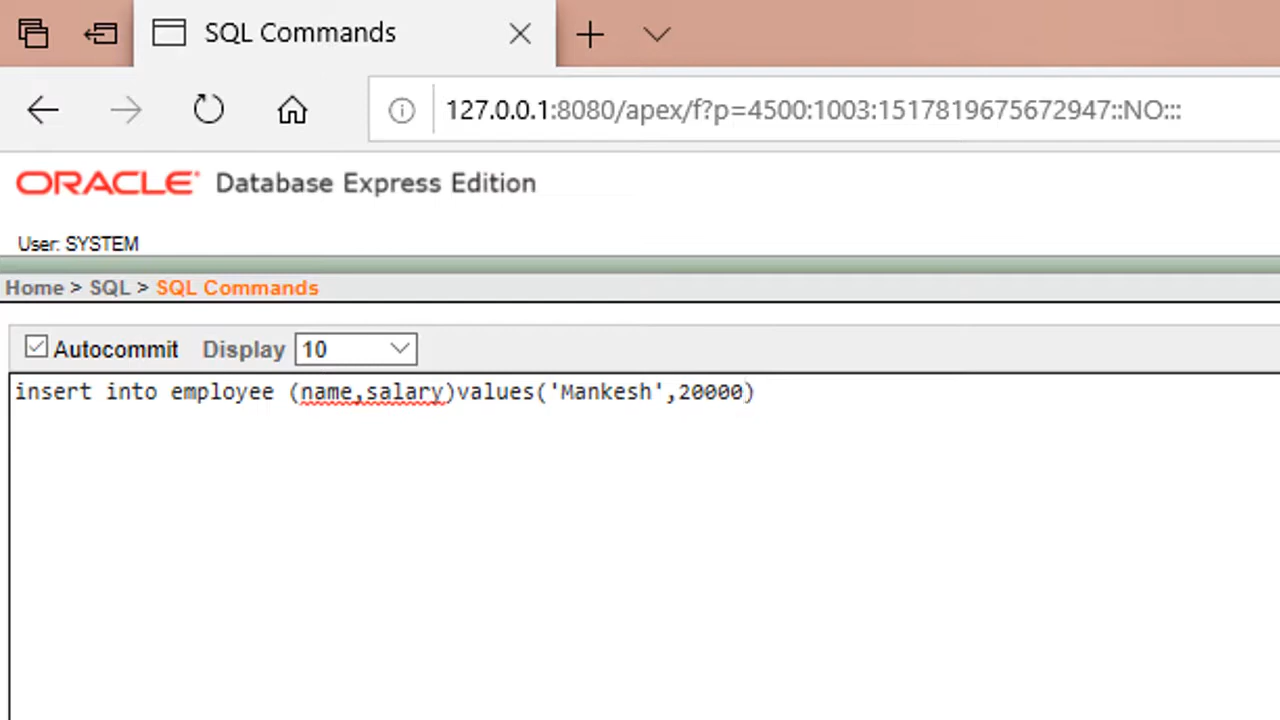 SQL Commands
127.0.0.1:8080/apex/f?p=4500:1003:1517819675672947::NO:::
ORACLE Database Express Edition
User: SYSTEM
Home > SQL > SQL Commands
Autocommit Display 10
insert into employee (name,salary)values('Mankesh',20000)